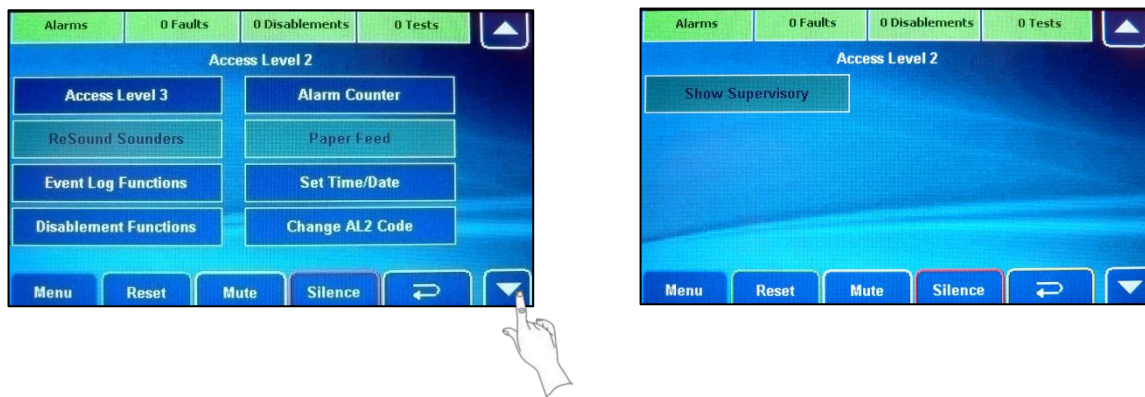 Alarms 0 Faults 0 Disablements 0 Tests
Access Level 2
Access Level 3 Alarm Counter
ReSound Sounders Paper Feed
Event Log Functions Set Time/Date
Disablement Functions Change AL2 Code
Menu Reset Mute Silence
Alarms 0 Faults 0 Disablements 0 Tests
Access Level 2
Show Supervisory
Menu Reset Mute Silence